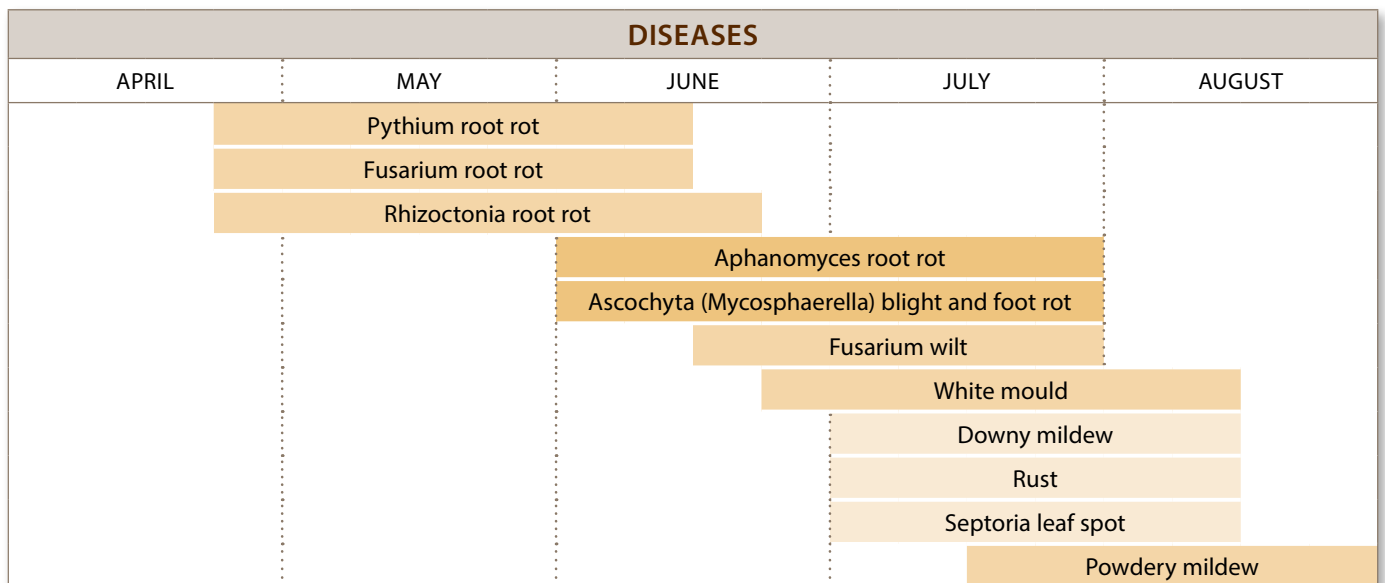 DISEASES
APRIL MAY JUNE JULY AUGUST
Pythium root rot
Fusarium root rot
Rhizoctonia root rot
Aphanomyces root rot
Ascochyta (Mycosphaerella) blight and foot rot
Fusarium wilt
White mould
Downy mildew
Rust
Septoria leaf spot
Powdery mildew